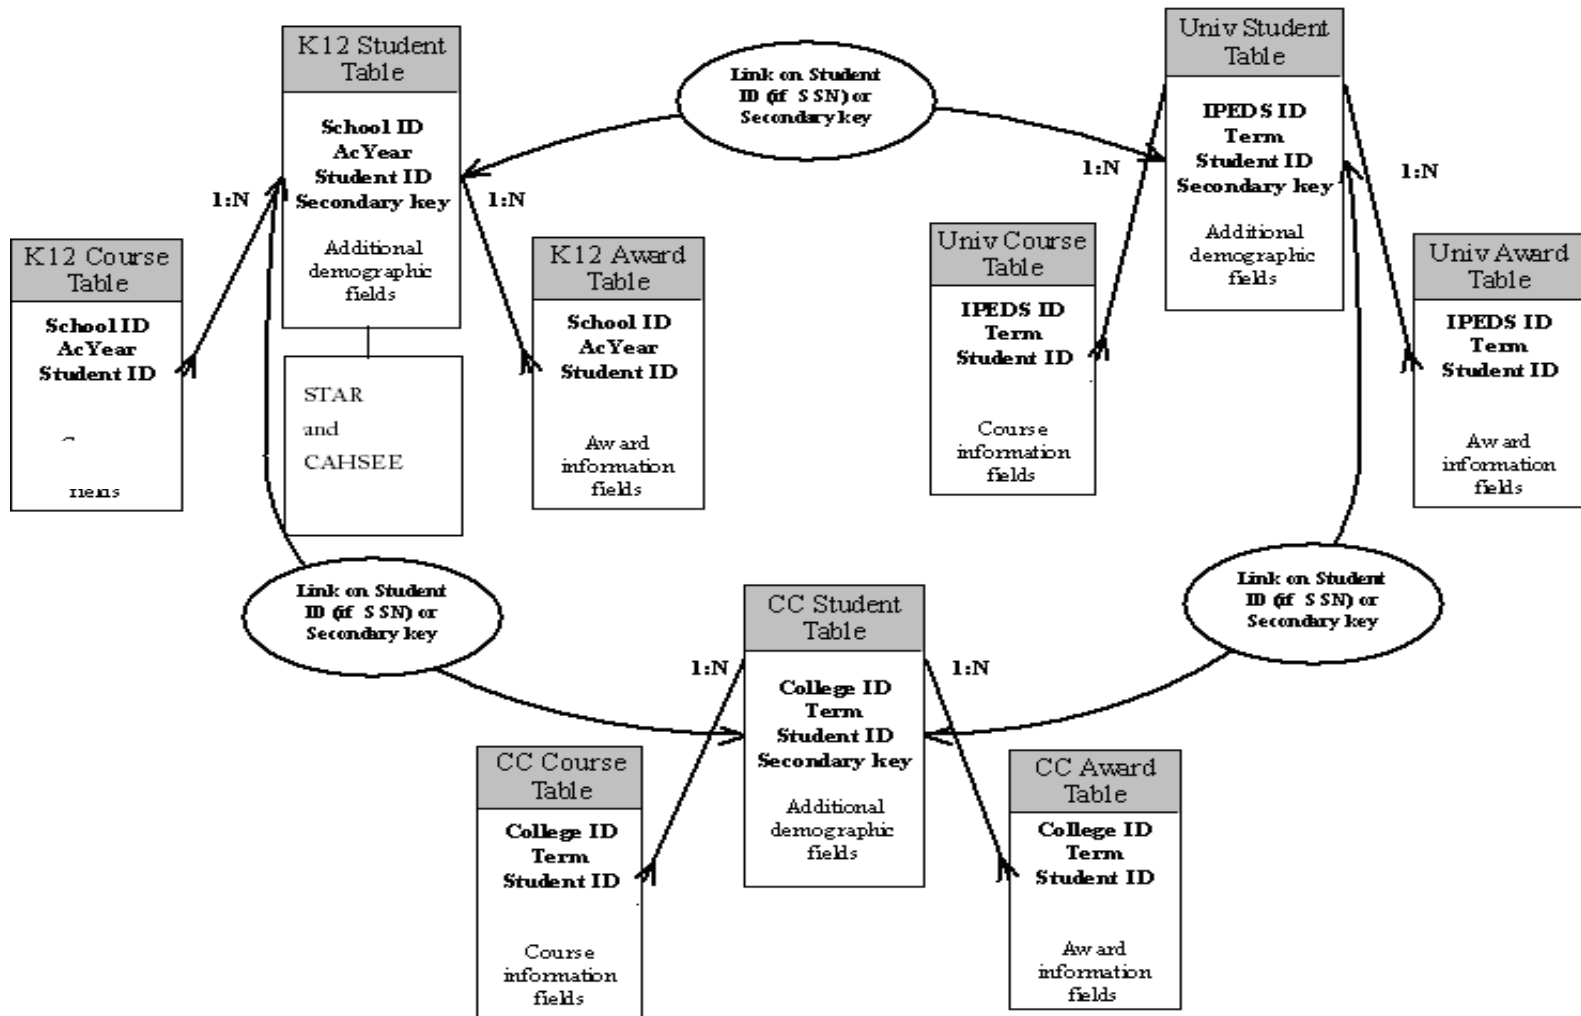 K12 Student
Table
School ID
AcYear
Student ID
Secondary key
Additional
demographic
fields
1:N
1:N
K12 Course
Table
School ID
AcYear
Student ID
K12 Award
Table
School ID
AcYear
Student ID
Award
information
fields
STAR
and
CAHSEE
Link on Student
ID (if SSN) or
Secondary key
Univ Student
Table
IPEDS ID
Term
Student ID
Secondary key
Additional
demographic
fields
1:N
1:N
Univ Course
Table
IPEDS ID
Term
Student ID
Course
information
fields
Univ Award
Table
IPEDS ID
Term
Student ID
Award
information
fields
Link on Student
ID (if SSN) or
Secondary key
Link on Student
ID (if SSN) or
Secondary key
CC Student
Table
College ID
Term
Student ID
Secondary key
Additional
demographic
fields
1:N
1:N
CC Course
Table
College ID
Term
Student ID
Course
information
fields
CC Award
Table
College ID
Term
Student ID
Award
information
fields